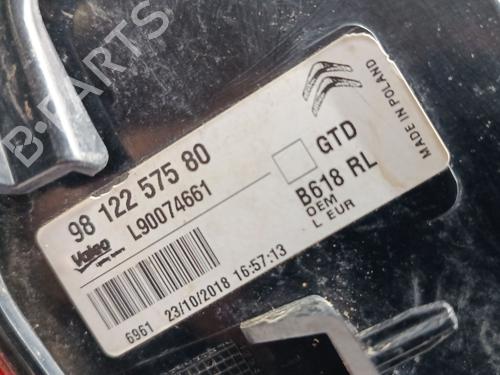 B-PARTS
98 122 575 80
Valeo
L90074661
GTD
B618 RL
OEM
L EUR
6961 23/10/2018 16:57:13
MADE IN POLAND